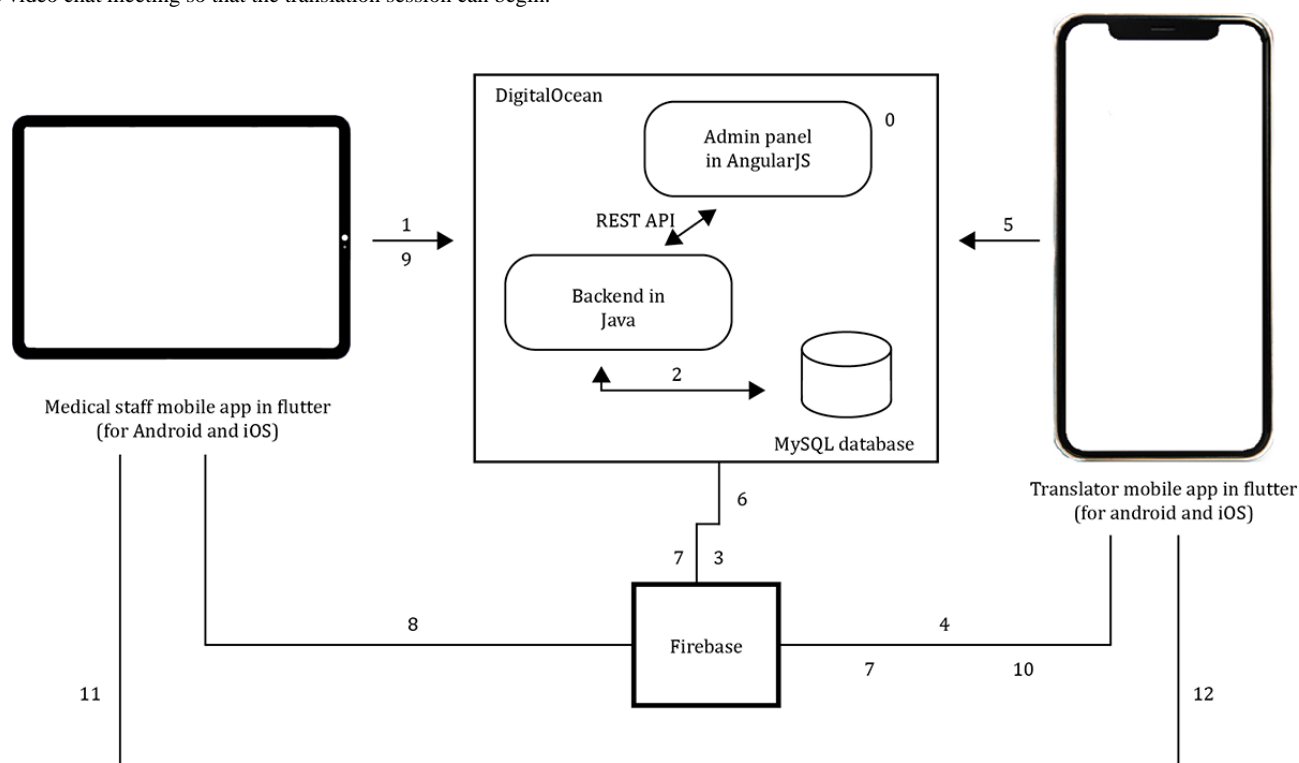 video chat meeting so that the translation session can begin.
DigitalOcean
Admin panel
in AngularJS
0
REST API
1
9
5
Backend in
Java
2
MySQL database
Medical staff mobile app in flutter
(for Android and iOS)
Translator mobile app in flutter
(for android and iOS)
6
7
3
8
Firebase
4
7
10
11
12